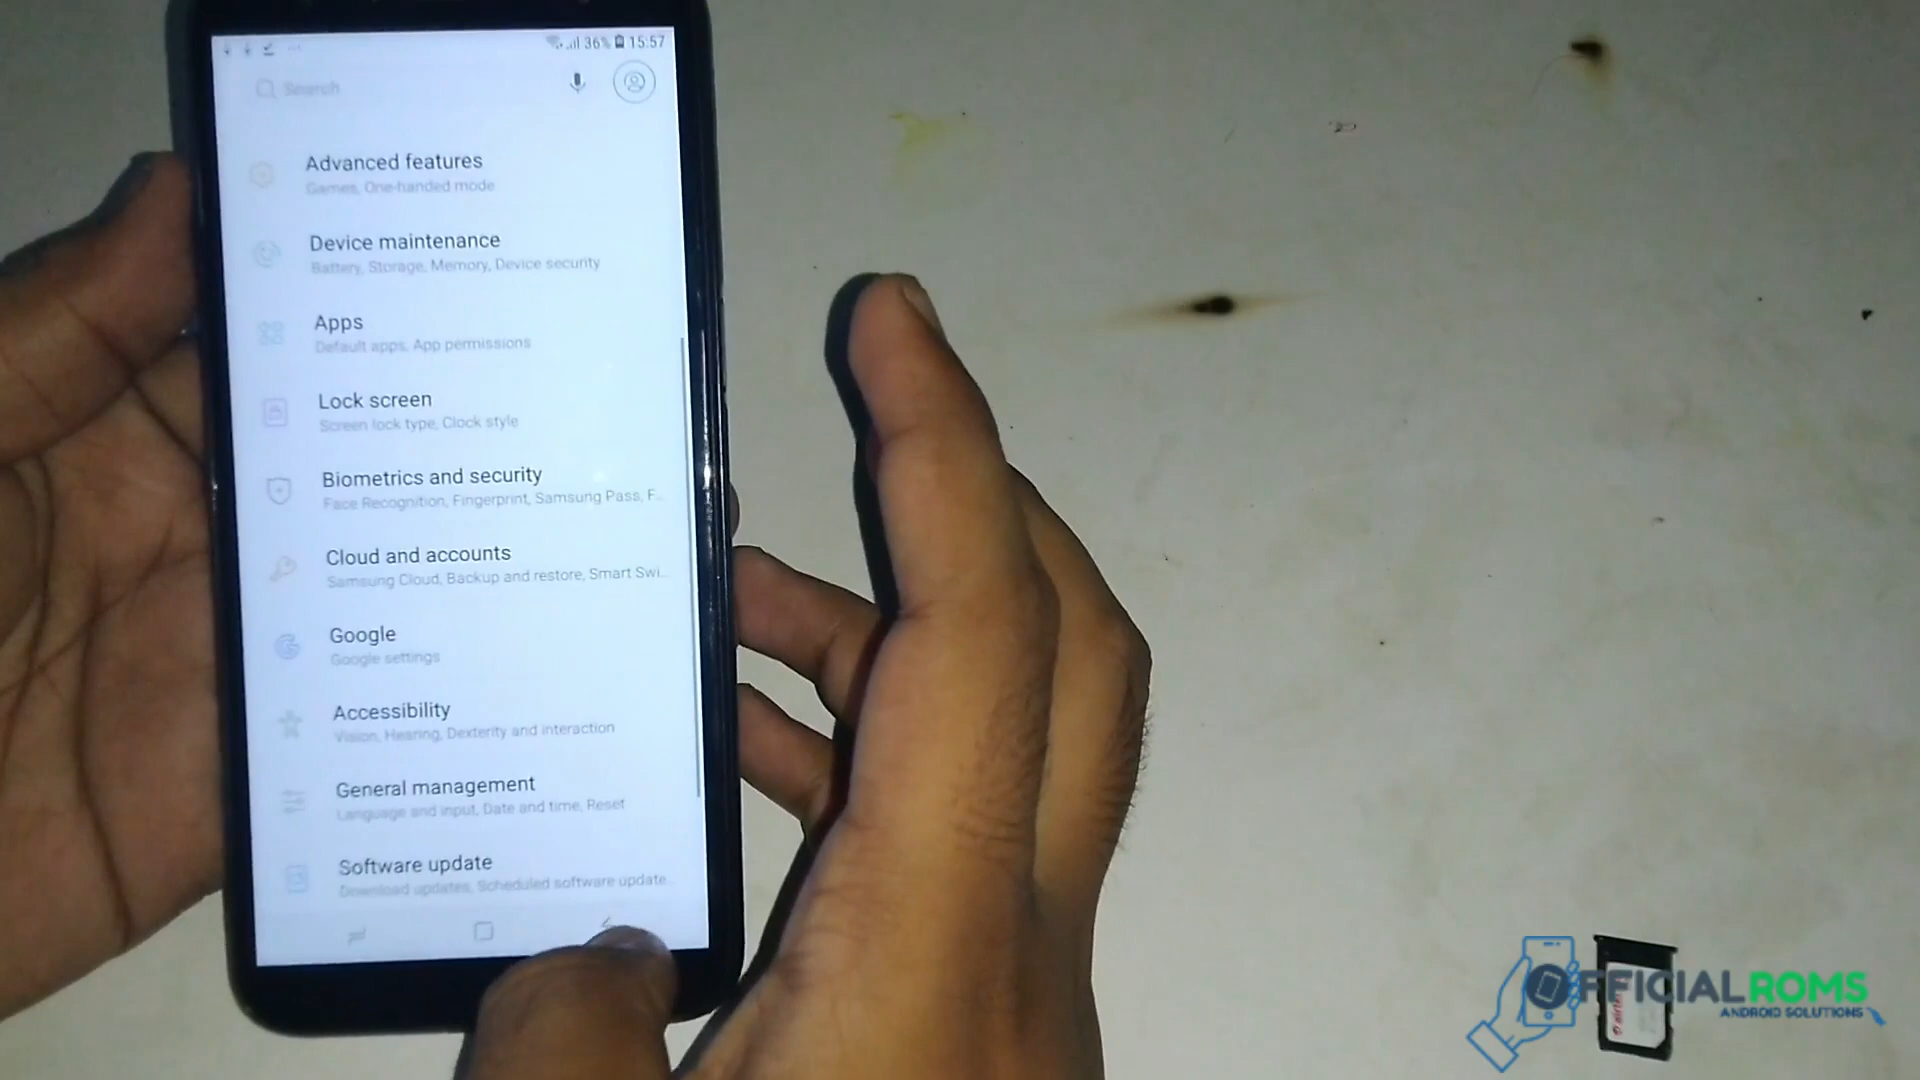 36% 15:57
Search
Advanced features
Games, One-handed mode
Device maintenance
Battery, Storage, Memory, Device security
Apps
Default apps, App permissions
Lock screen
Screen lock type, Clock style
Biometrics and security
Face Recognition, Fingerprint, Samsung Pass, F...
Cloud and accounts
Samsung Cloud, Backup and restore, Smart Swi...
Google
Google settings
Accessibility
Vision, Hearing, Dexterity and interaction
General management
Language and input, Date and time, Reset
Software update
Download updates, Scheduled software update...
OFFICIALROMS
ANDROID SOLUTIONS
airtel